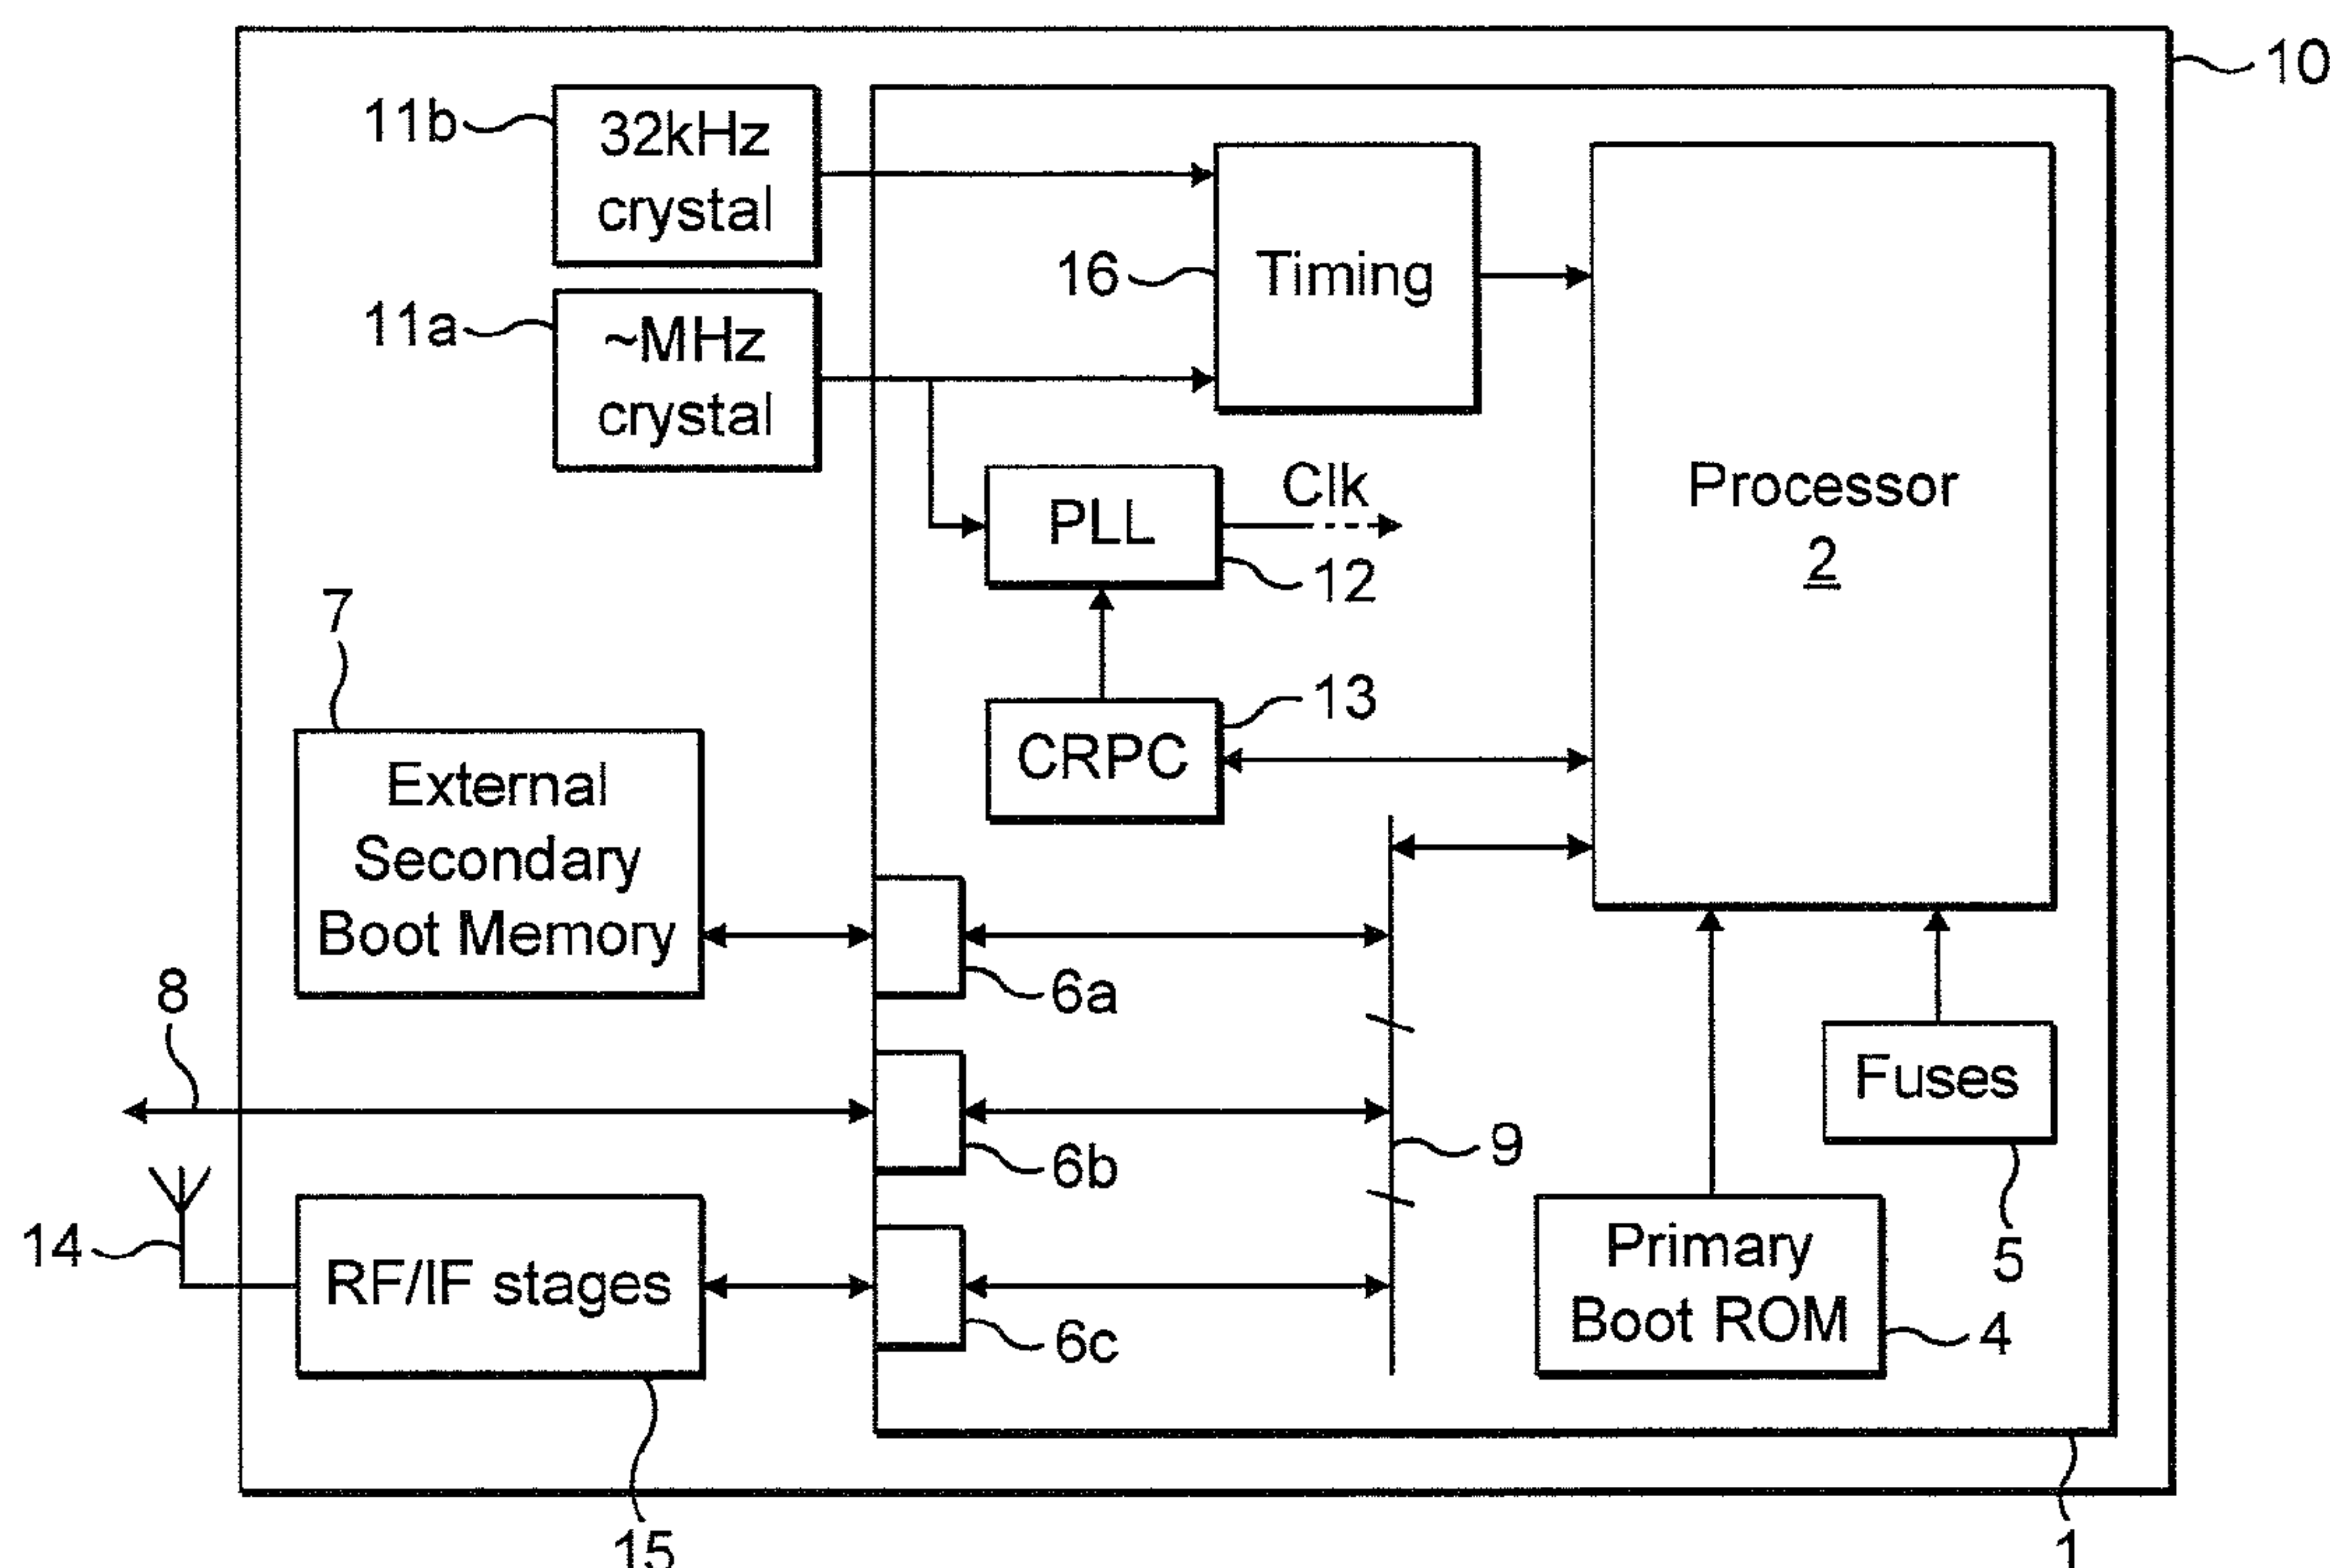 10
11b
32kHz
crystal
11a
~MHz
crystal
16
Timing
Processor
2
PLL
Clk
12
13
CRPC
7
External
Secondary
Boot Memory
6a
8
6b
9
Fuses
5
14
RF/IF stages
6c
Primary
Boot ROM
4
15
1